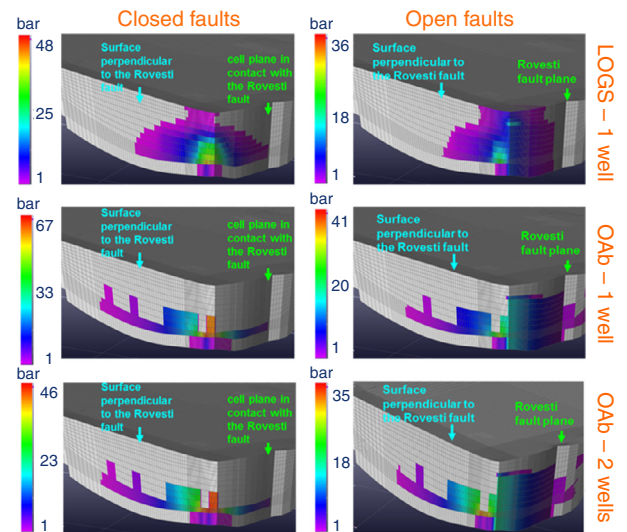 Closed faults
Open faults
bar
48
25
1
Surface
perpendicular
to the Rovesti
fault
cell plane in
contact with
the Rovesti
fault
bar
36
18
1
Surface
perpendicular to
the Rovesti fault
Rovesti
fault plane
LOGS – 1 well
bar
67
33
1
Surface
perpendicular
to the Rovesti
fault
cell plane in
contact with
the Rovesti
fault
bar
41
20
1
Surface
perpendicular
to the Rovesti
fault
Rovesti
fault plane
OAb – 1 well
bar
46
23
1
Surface
perpendicular
to the Rovesti
fault
cell plane in
contact with
the Rovesti
fault
bar
35
18
1
Surface
perpendicular to
the Rovesti fault
Rovesti
fault plane
OAb – 2 wells